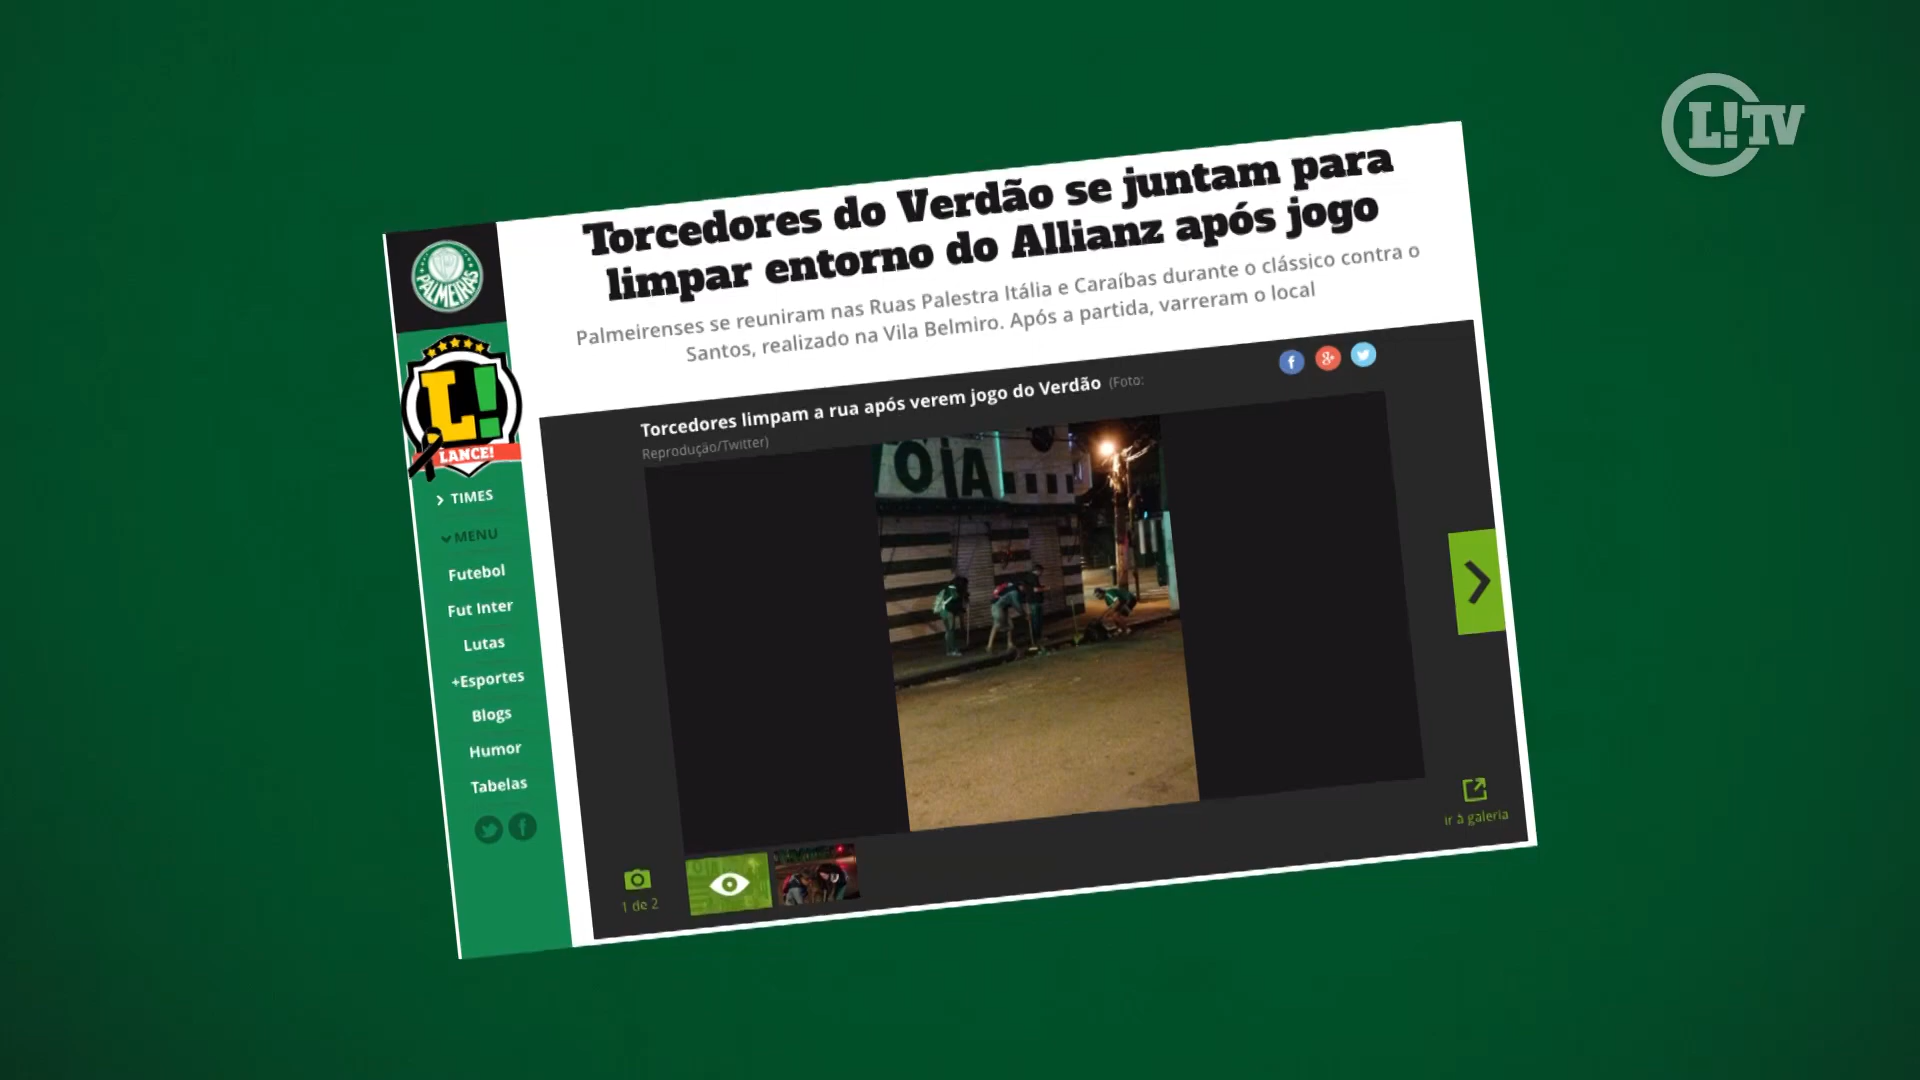 L!TV
Torcedores do Verdão se juntam para
limpar entorno do Allianz após jogo
Palmeirenses se reuniram nas Ruas Palestra Itália e Caraíbas durante o clássico contra o
Santos, realizado na Vila Belmiro. Após a partida, varreram o local
PALMEIRAS
L!
LANCE!
TIMES
MENU
Futebol
Fut Inter
Lutas
+Esportes
Blogs
Humor
Tabelas
Torcedores limpam a rua após verem jogo do Verdão (Foto:
Reprodução/Twitter)
1 de 2
ir à galeria